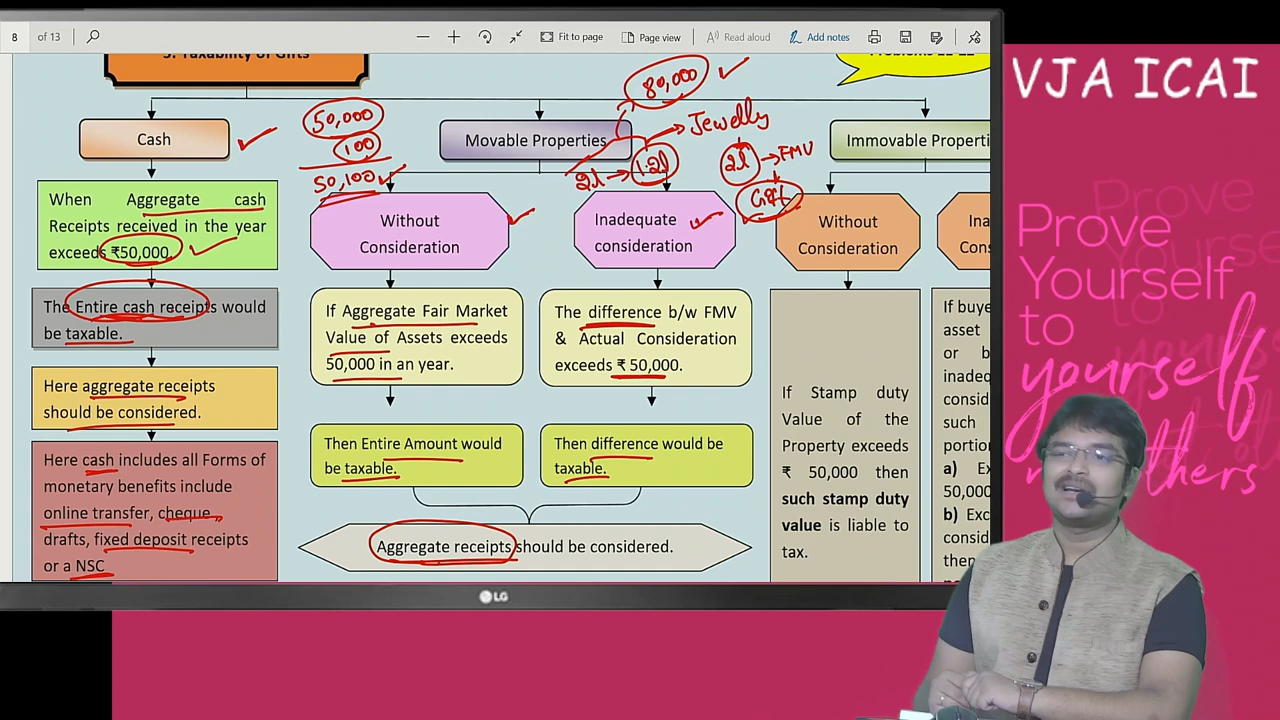 8 of 13
Fit to page
Page view
Read aloud
Add notes
5. Taxability of Gifts
VJA ICAI
Cash
Movable Properties
Immovable Properti
50,000
100
50,100
80,000
Jewelly
2l → 1.2l
2l → FMV
Gift
When Aggregate cash
Receipts received in the year
exceeds ₹50,000.
The Entire cash receipts would
be taxable.
Here aggregate receipts
should be considered.
Here cash includes all Forms of
monetary benefits include
online transfer, cheque,
drafts, fixed deposit receipts
or a NSC
Without
Consideration
If Aggregate Fair Market
Value of Assets exceeds
50,000 in an year.
Then Entire Amount would
be taxable.
Inadequate
consideration
The difference b/w FMV
& Actual Consideration
exceeds ₹ 50,000.
Then difference would be
taxable.
Aggregate receipts should be considered.
Without
Consideration
If Stamp duty
Value of the
Property exceeds
₹ 50,000 then
such stamp duty
value is liable to
tax.
Ina
Cons
If buye
asset
or b
inadeq
consid
such
portio
a) Ex
50,000
b) Exc
consid
then
Prove
Yourself
to
yourself
others
LG